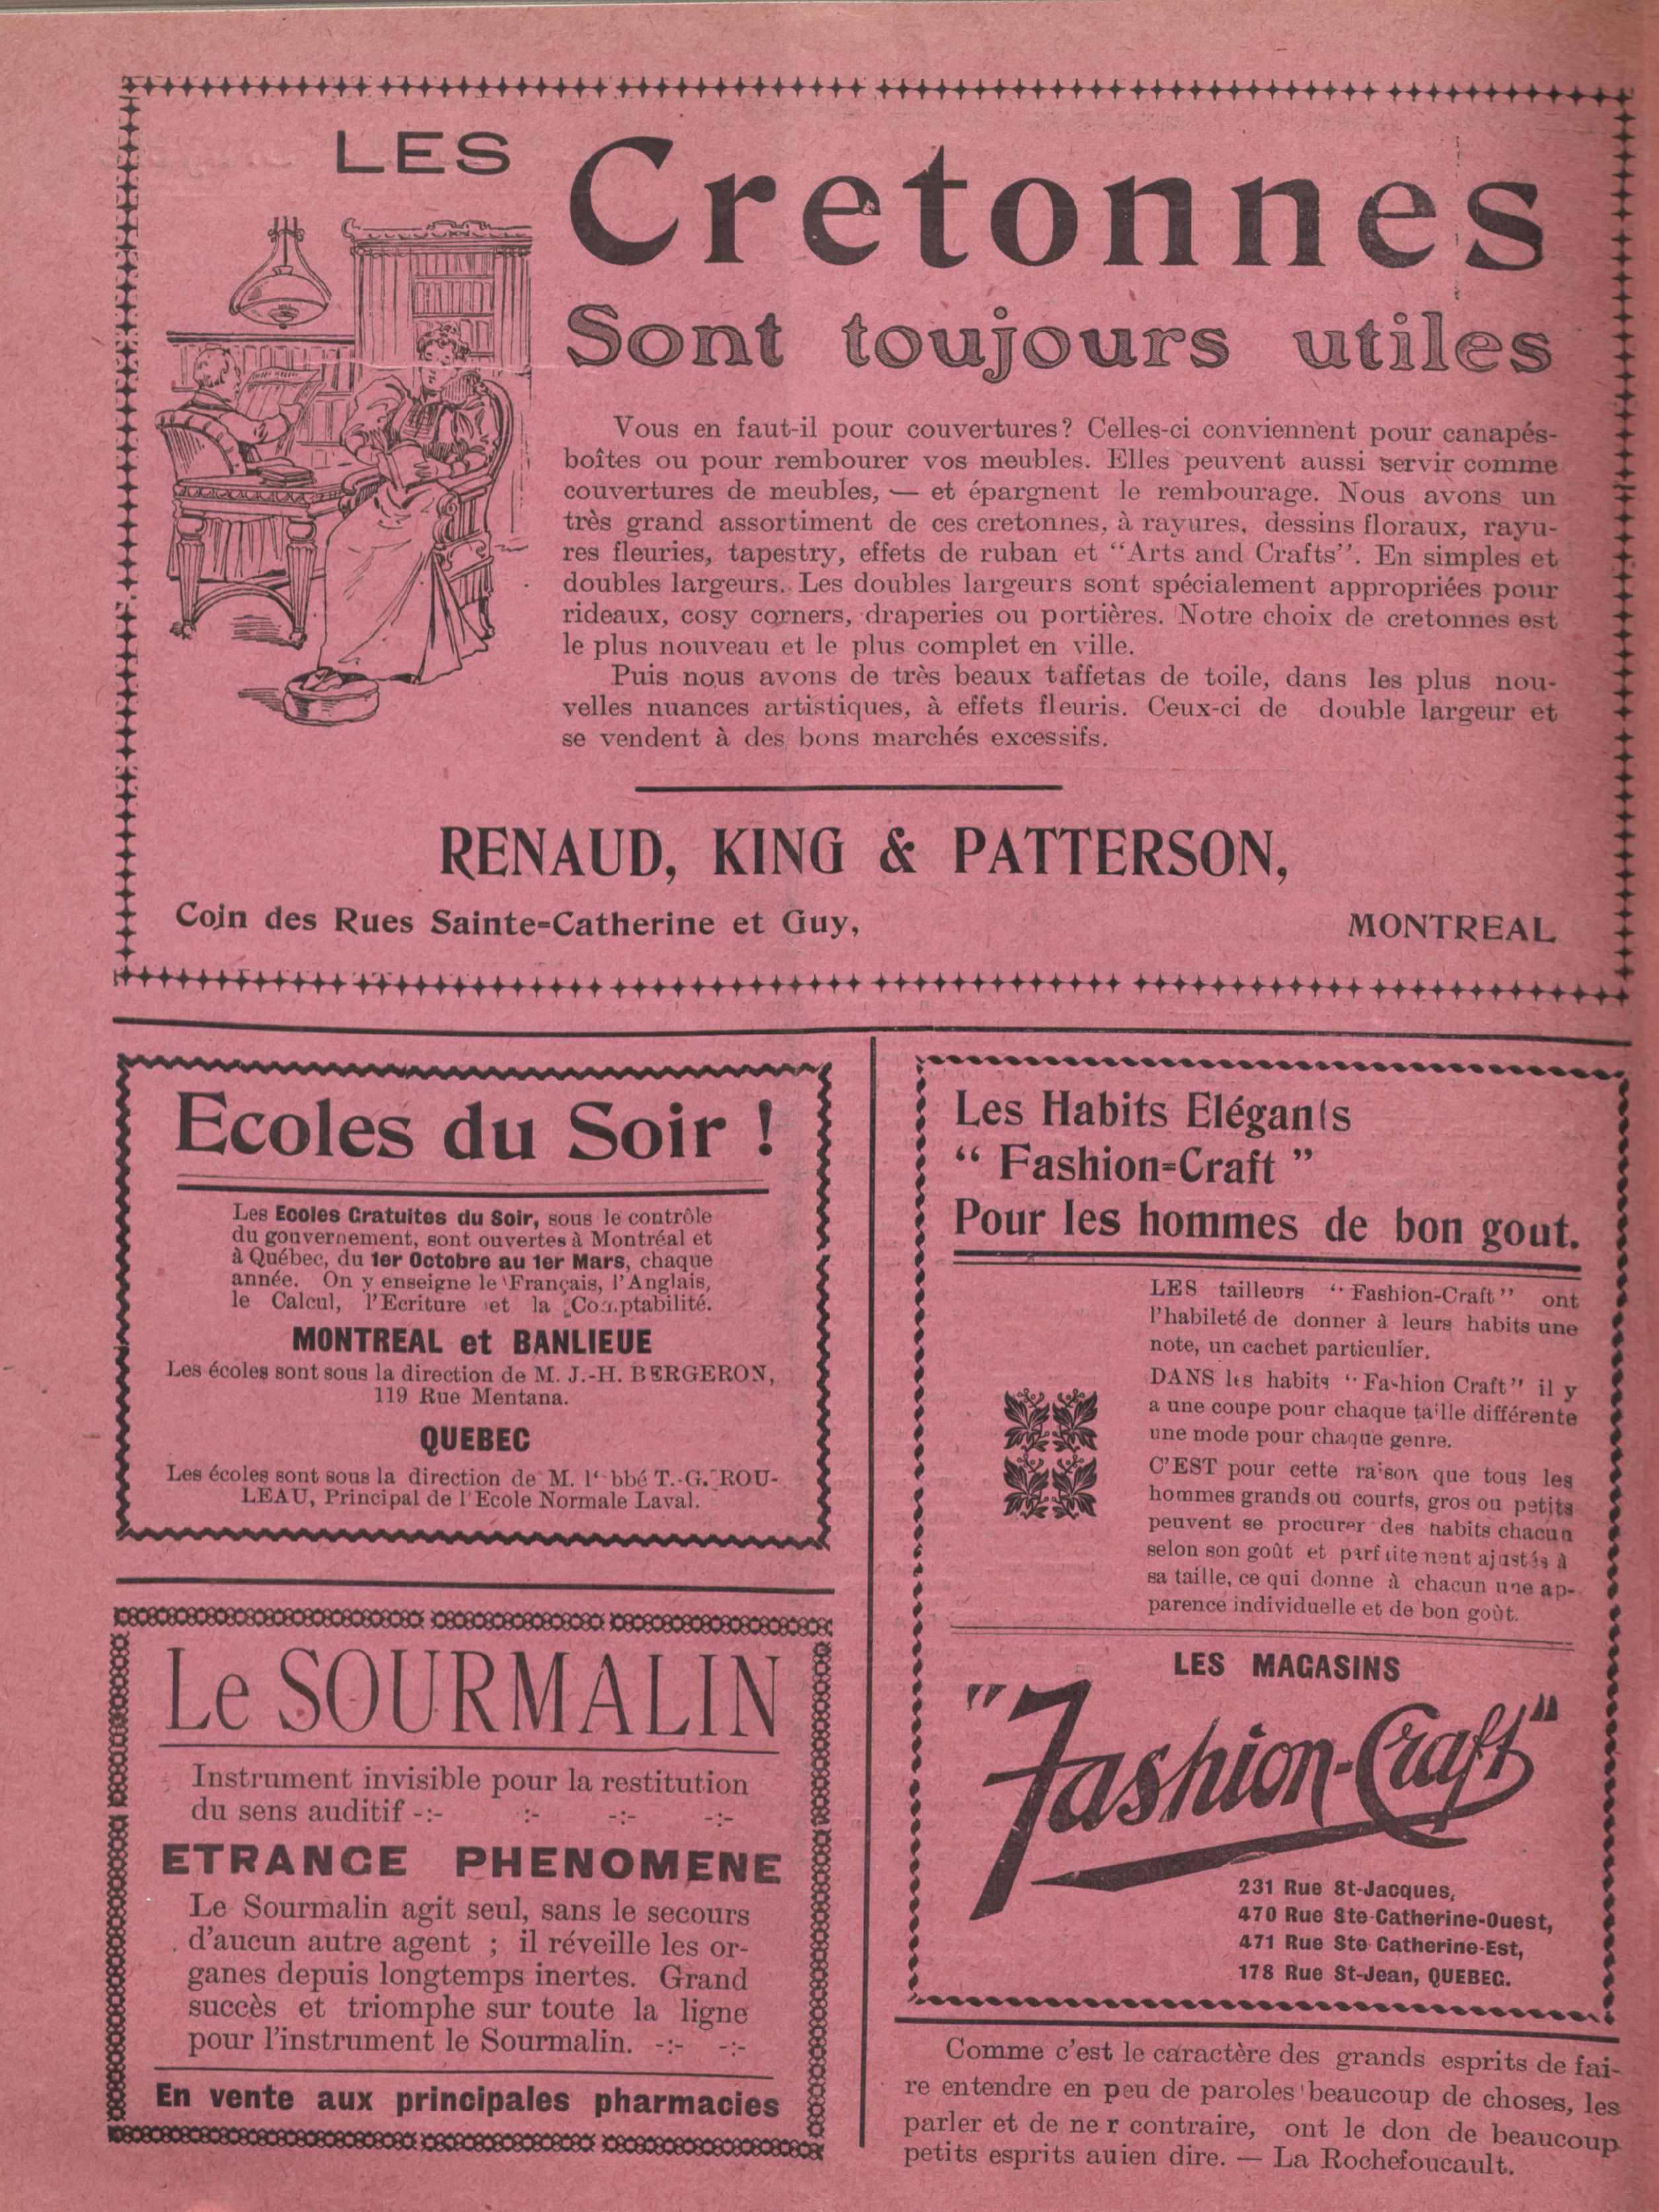 LES
Cretonnes
Sont toujours utiles
Vous en faut-il pour couvertures? Celles-ci conviennent pour canapés-
boîtes ou pour rembourer vos meubles. Elles peuvent aussi servir comme
couvertures de meubles, — et épargnent le rembourage. Nous avons un
très grand assortiment de ces cretonnes, à rayures, dessins floraux, rayu-
res fleuries, tapestry, effets de ruban et “Arts and Crafts”. En simples et
doubles largeurs. Les doubles largeurs sont spécialement appropriées pour
rideaux, cosy corners, draperies ou portières. Notre choix de cretonnes est
le plus nouveau et le plus complet en ville.
Puis nous avons de très beaux taffetas de toile, dans les plus nou-
velles nuances artistiques, à effets fleuris. Ceux-ci de double largeur et
se vendent à des bons marchés excessifs.
RENAUD, KING & PATTERSON,
Coin des Rues Sainte-Catherine et Guy, MONTREAL
Ecoles du Soir !
Les Ecoles Gratuites du Soir, sous le contrôle
du gouvernement, sont ouvertes à Montréal et
à Québec, du 1er Octobre au 1er Mars, chaque
année. On y enseigne le Français, l'Anglais,
le Calcul, l'Ecriture et la Comptabilité.
MONTREAL et BANLIEUE
Les écoles sont sous la direction de M. J.-H. BERGERON,
119 Rue Mentana.
QUEBEC
Les écoles sont sous la direction de M. l' bbé T.-G. ROU-
LEAU, Principal de l'Ecole Normale Laval.
Le SOURMALIN
Instrument invisible pour la restitution
du sens auditif -:- :- -:- -:-
ETRANGE PHENOMENE
Le Sourmalin agit seul, sans le secours
d'aucun autre agent ; il réveille les or-
ganes depuis longtemps inertes. Grand
succès et triomphe sur toute la ligne
pour l'instrument le Sourmalin. -:- -:-
En vente aux principales pharmacies
Les Habits Elégants
“ Fashion-Craft ”
Pour les hommes de bon gout.
LES tailleurs “Fashion-Craft” ont
l'habileté de donner à leurs habits une
note, un cachet particulier.
DANS les habits “Fashion Craft” il y
a une coupe pour chaque taille différente
une mode pour chaque genre.
C'EST pour cette raison que tous les
hommes grands ou courts, gros ou petits
peuvent se procurer des habits chacun
selon son goût et parfaitement ajustés à
sa taille, ce qui donne à chacun une ap-
parence individuelle et de bon goût.
LES MAGASINS
"Fashion-Craft"
231 Rue St-Jacques,
470 Rue Ste-Catherine-Ouest,
471 Rue Ste Catherine-Est,
178 Rue St-Jean, QUEBEC.
Comme c'est le caractère des grands esprits de fai-
re entendre en peu de paroles beaucoup de choses, les
parler et de ne r contraire, ont le don de beaucoup
petits esprits auien dire. — La Rochefoucault.